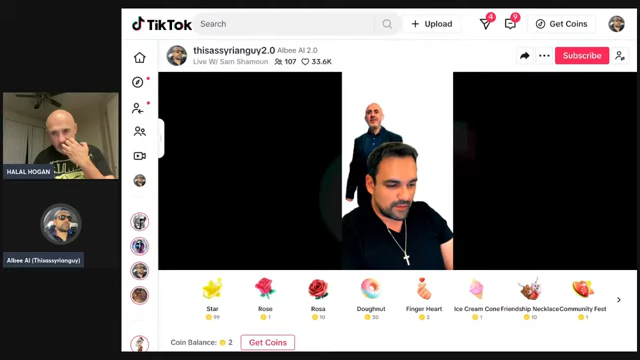 TikTok
Search
+ Upload
4
9
Get Coins
thisassyrianguy2.0 Albee AI 2.0
Live W/ Sam Shamoun 107 33.6K
Subscribe
HALAL HOGAN
Albee AI (Thisassyrianguy)
Star
Rose
Rosa
Doughnut
Finger Heart
Ice Cream Cone
Friendship Necklace
Community Fest
99
1
10
30
1
10
1
Coin Balance: 2
Get Coins